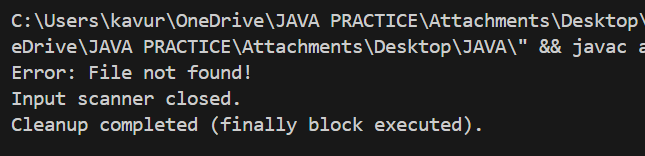 C:\Users\kavur\OneDrive\JAVA PRACTICE\Attachments\Desktop\
eDrive\JAVA PRACTICE\Attachments\Desktop\JAVA\" && javac a
Error: File not found!
Input scanner closed.
Cleanup completed (finally block executed).